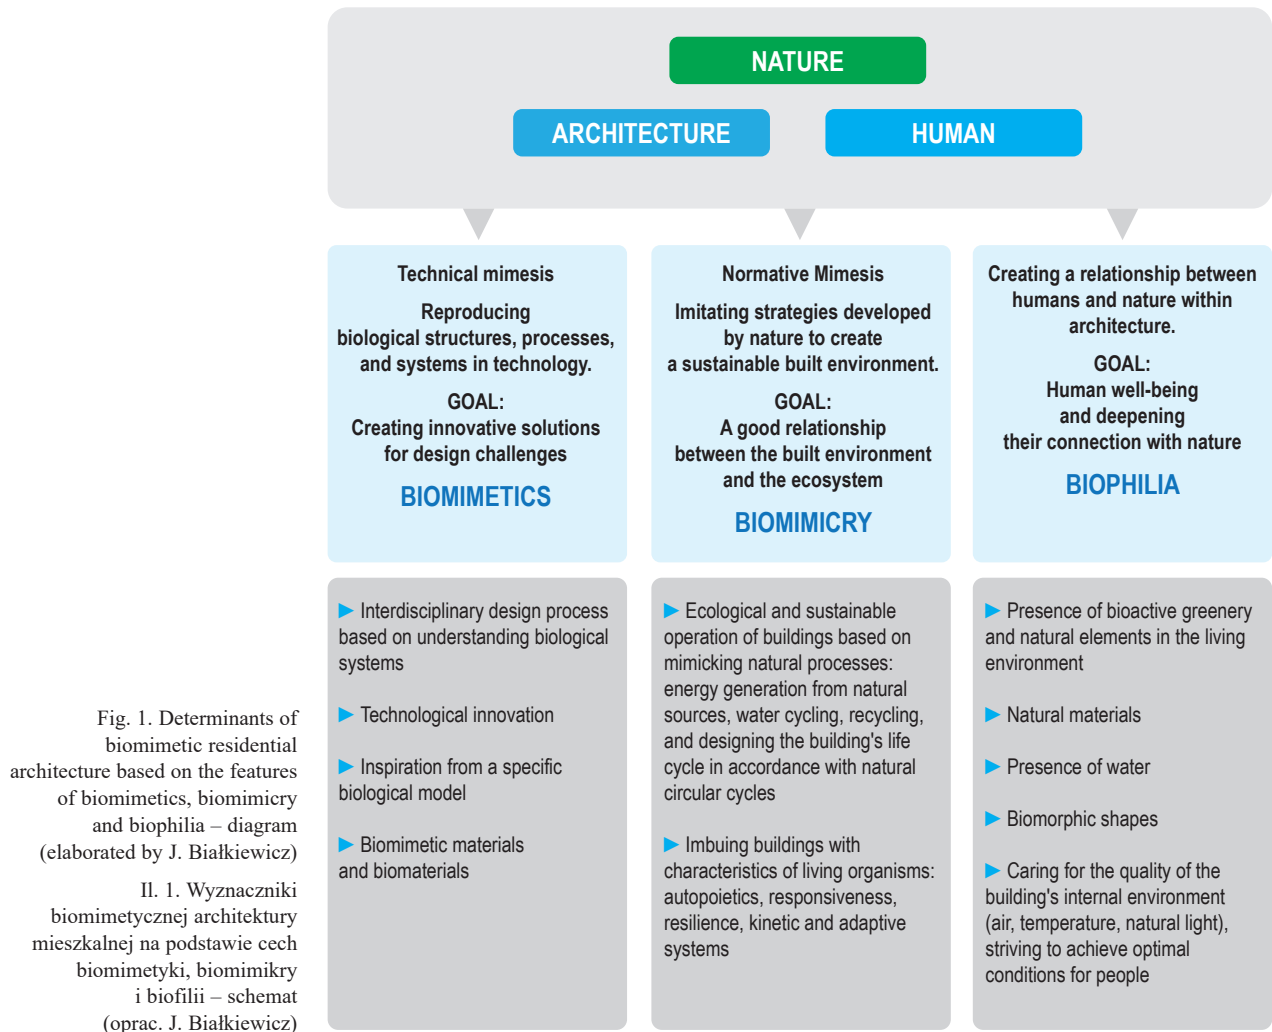 NATURE
ARCHITECTURE
HUMAN
Technical mimesis
Reproducing
biological structures, processes,
and systems in technology.
GOAL:
Creating innovative solutions
for design challenges
BIOMIMETICS
Normative Mimesis
Imitating strategies developed
by nature to create
a sustainable built environment.
GOAL:
A good relationship
between the built environment
and the ecosystem
BIOMIMICRY
Creating a relationship between
humans and nature within
architecture.
GOAL:
Human well-being
and deepening
their connection with nature
BIOPHILIA
► Interdisciplinary design process
based on understanding biological
systems
► Technological innovation
► Inspiration from a specific
biological model
► Biomimetic materials
and biomaterials
► Ecological and sustainable
operation of buildings based on
mimicking natural processes:
energy generation from natural
sources, water cycling, recycling,
and designing the building's life
cycle in accordance with natural
circular cycles
► Imbuing buildings with
characteristics of living organisms:
autopoietics, responsiveness,
resilience, kinetic and adaptive
systems
► Presence of bioactive greenery
and natural elements in the living
environment
► Natural materials
► Presence of water
► Biomorphic shapes
► Caring for the quality of the
building's internal environment
(air, temperature, natural light),
striving to achieve optimal
conditions for people
Fig. 1. Determinants of
biomimetic residential
architecture based on the features
of biomimetics, biomimicry
and biophilia – diagram
(elaborated by J. Białkiewicz)
Il. 1. Wyznaczniki
biomimetycznej architektury
mieszkalnej na podstawie cech
biomimetyki, biomimikry
i biofilii – schemat
(oprac. J. Białkiewicz)